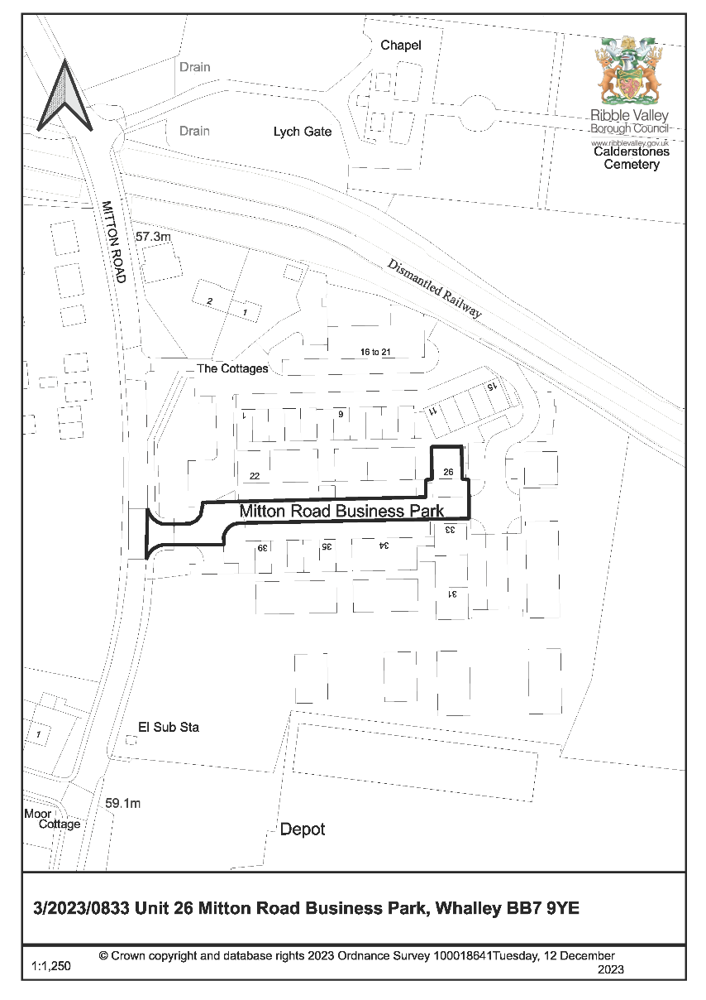 Chapel
Drain
Drain
Lych Gate
Ribble Valley
Borough Council
www.ribblevalley.gov.uk
Calderstones
Cemetery
MITTON ROAD
57.3m
Dismantled Railway
2
1
16 to 21
The Cottages
15
11
1
6
22
26
Mitton Road Business Park
33
39
35
34
31
El Sub Sta
1
59.1m
Moor
Cottage
Depot
3/2023/0833 Unit 26 Mitton Road Business Park, Whalley BB7 9YE
© Crown copyright and database rights 2023 Ordnance Survey 100018641Tuesday, 12 December
2023
1:1,250